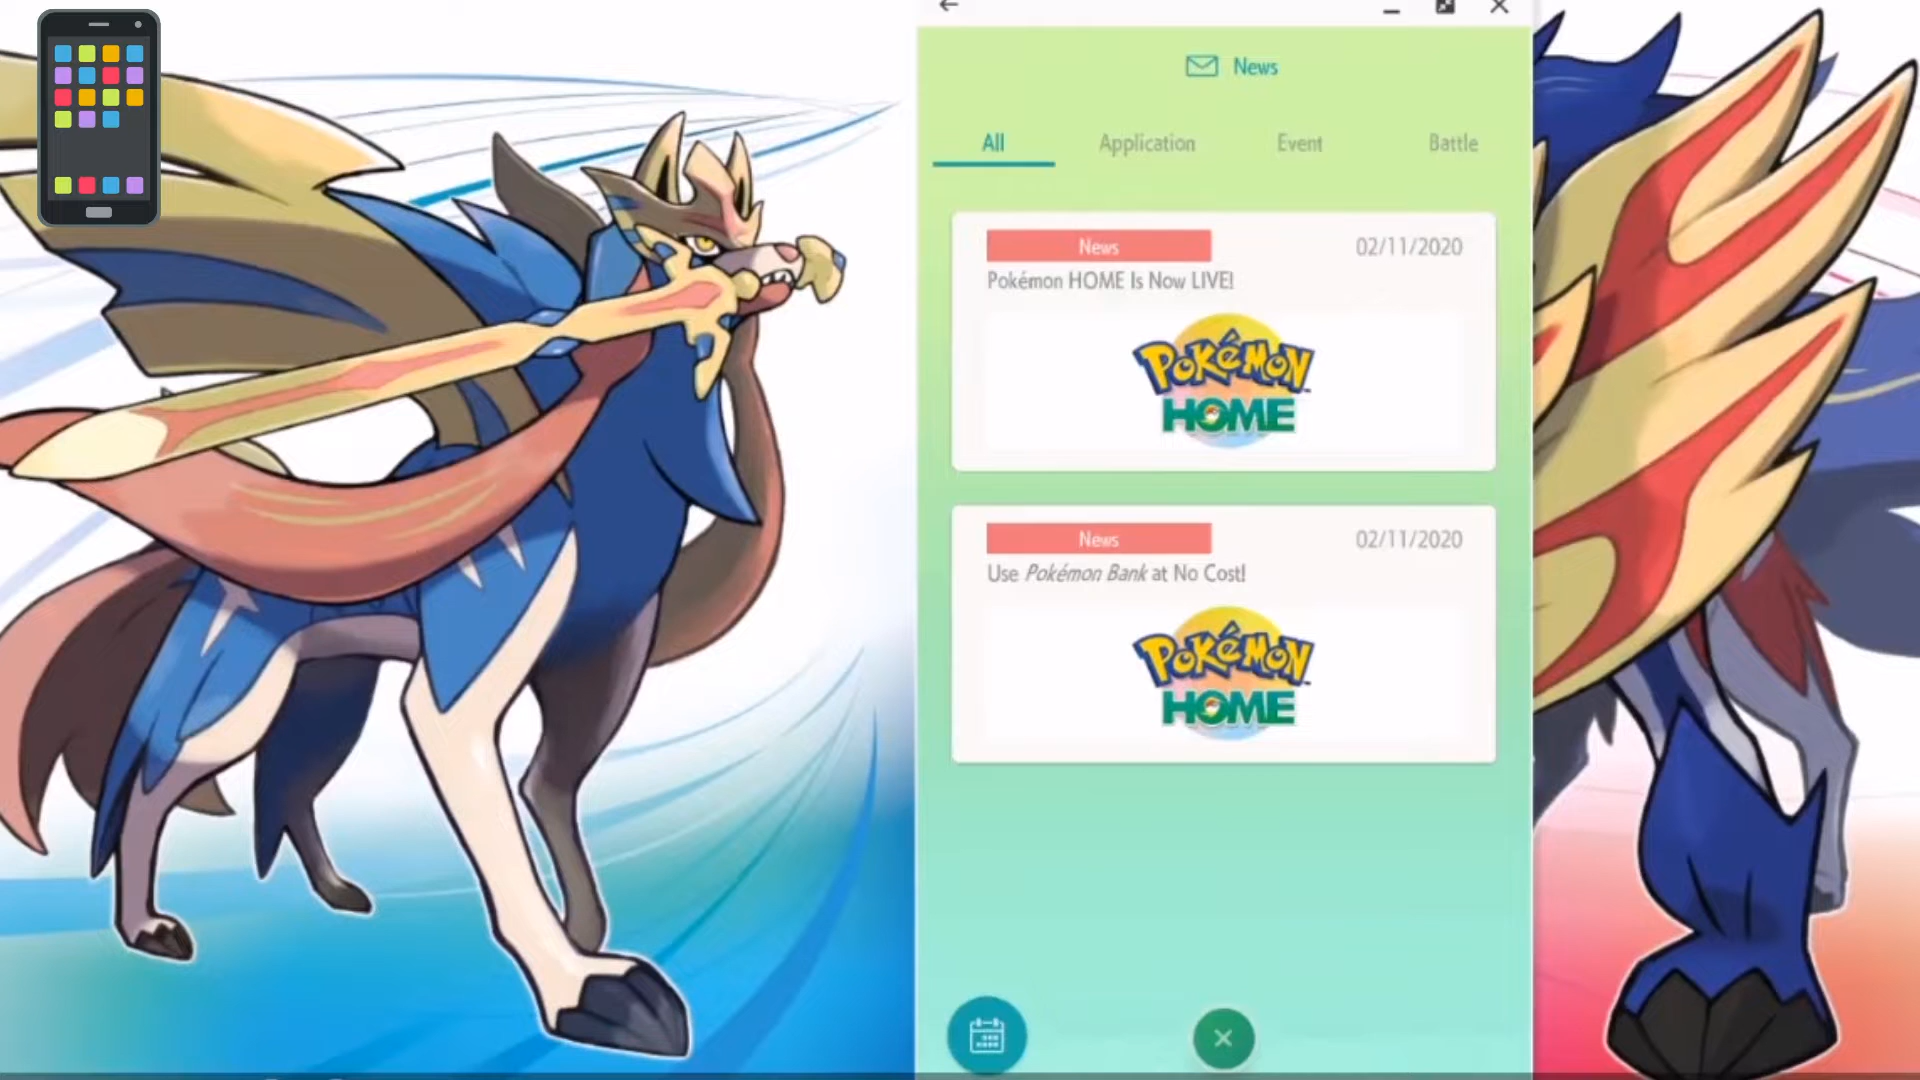 News
All Application Event Battle
News 02/11/2020
Pokémon HOME Is Now LIVE!
POKéMON
HOME
News 02/11/2020
Use Pokémon Bank at No Cost!
POKéMON
HOME